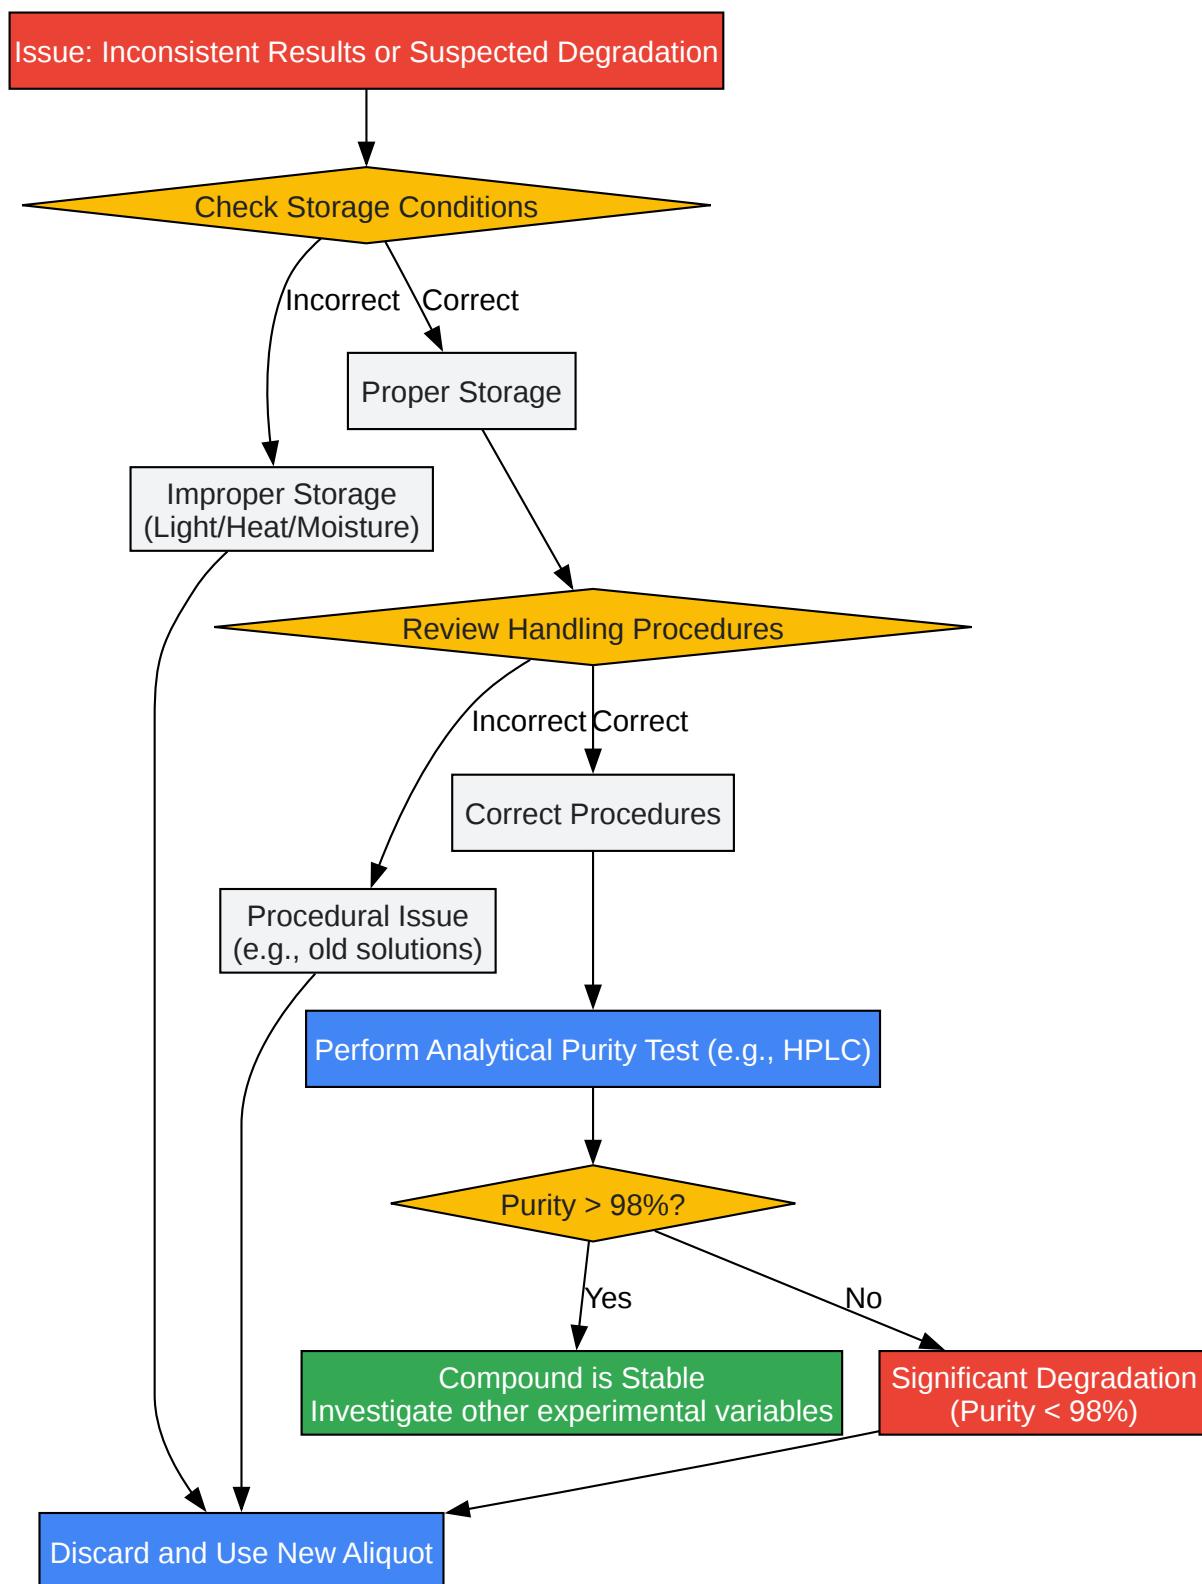 Issue: Inconsistent Results or Suspected Degradation
Check Storage Conditions
Incorrect
Correct
Proper Storage
Improper Storage
(Light/Heat/Moisture)
Review Handling Procedures
Incorrect
Correct
Correct Procedures
Procedural Issue
(e.g., old solutions)
Perform Analytical Purity Test (e.g., HPLC)
Purity > 98%?
Yes
No
Compound is Stable
Investigate other experimental variables
Significant Degradation
(Purity < 98%)
Discard and Use New Aliquot